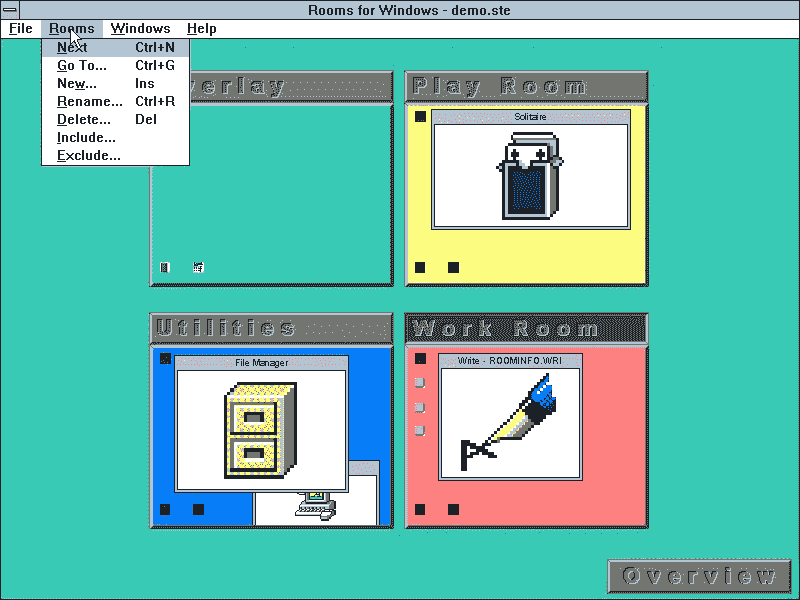 Rooms for Windows - demo.ste
File Rooms Windows Help
Next Ctrl+N
Go To... Ctrl+G
New... Ins
Rename... Ctrl+R
Delete... Del
Include...
Exclude...
verlay
Play Room
Solitaire
Utilities
File Manager
Work Room
Write - ROOMINFO.WRI
Overview